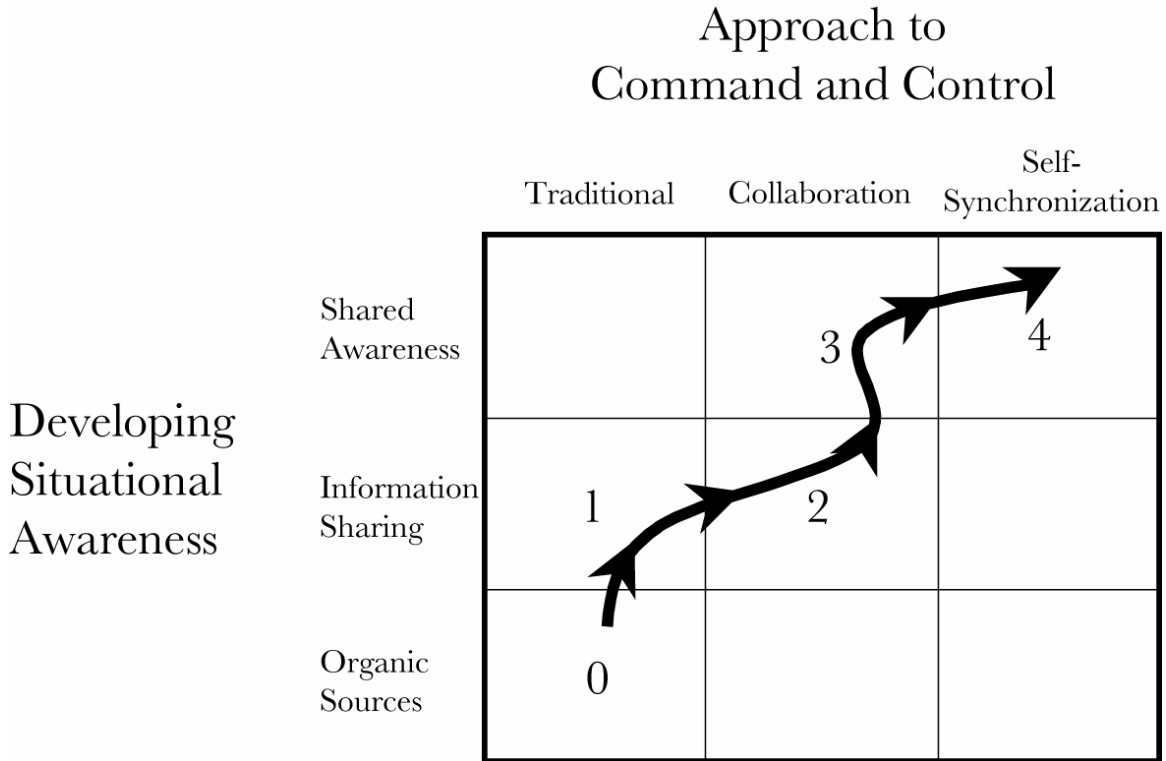 Approach to
Command and Control
Traditional
Collaboration
Self-
Synchronization
Shared
Awareness
3
4
Developing
Situational
Awareness
Information
Sharing
1
2
Organic
Sources
0